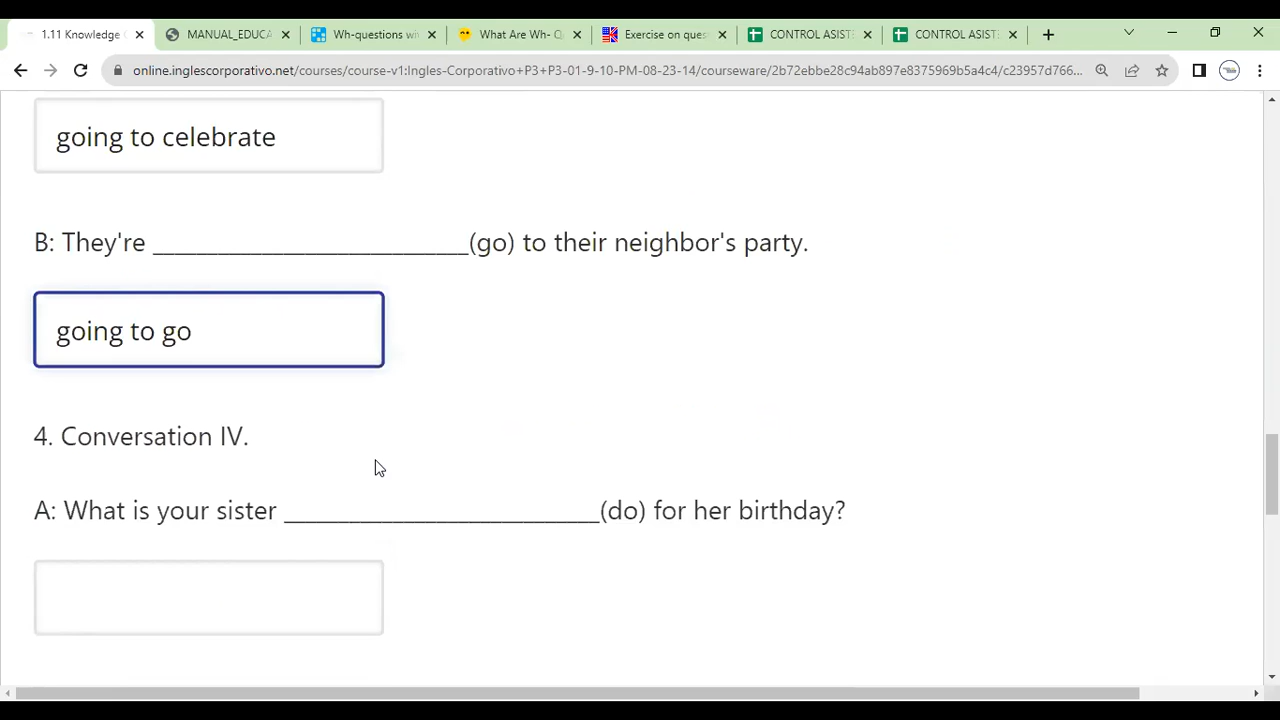 1.11 Knowledge
MANUAL_EDUCA
Wh-questions wi
What Are Wh- Q
Exercise on ques
CONTROL ASIST
CONTROL ASIST
online.inglescorporativo.net/courses/course-v1:Ingles-Corporativo+P3+P3-01-9-10-PM-08-23-14/courseware/2b72ebbe28c94ab897e8375969b5a4c4/c23957d766...
going to celebrate
B: They're ____________________________(go) to their neighbor's party.
going to go
4. Conversation IV.
A: What is your sister ____________________________(do) for her birthday?